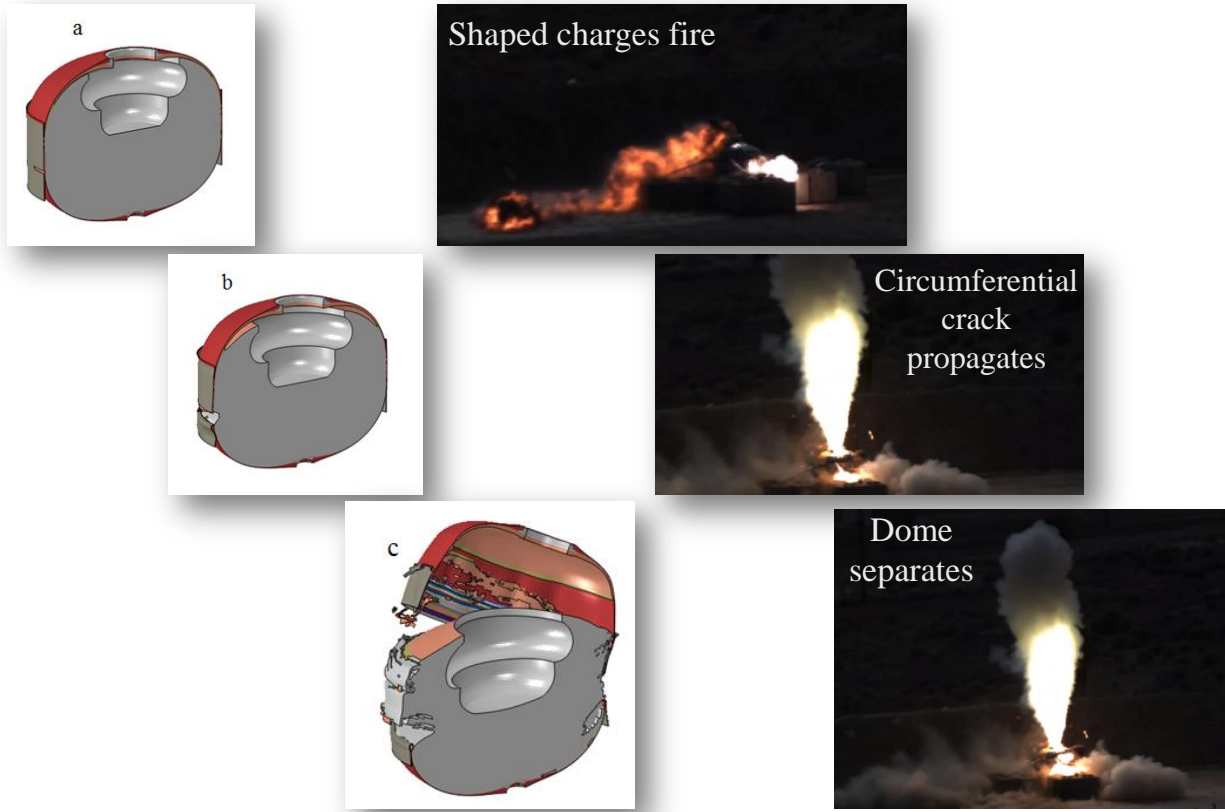 a
Shaped charges fire
b
Circumferential
crack
propagates
c
Dome
separates